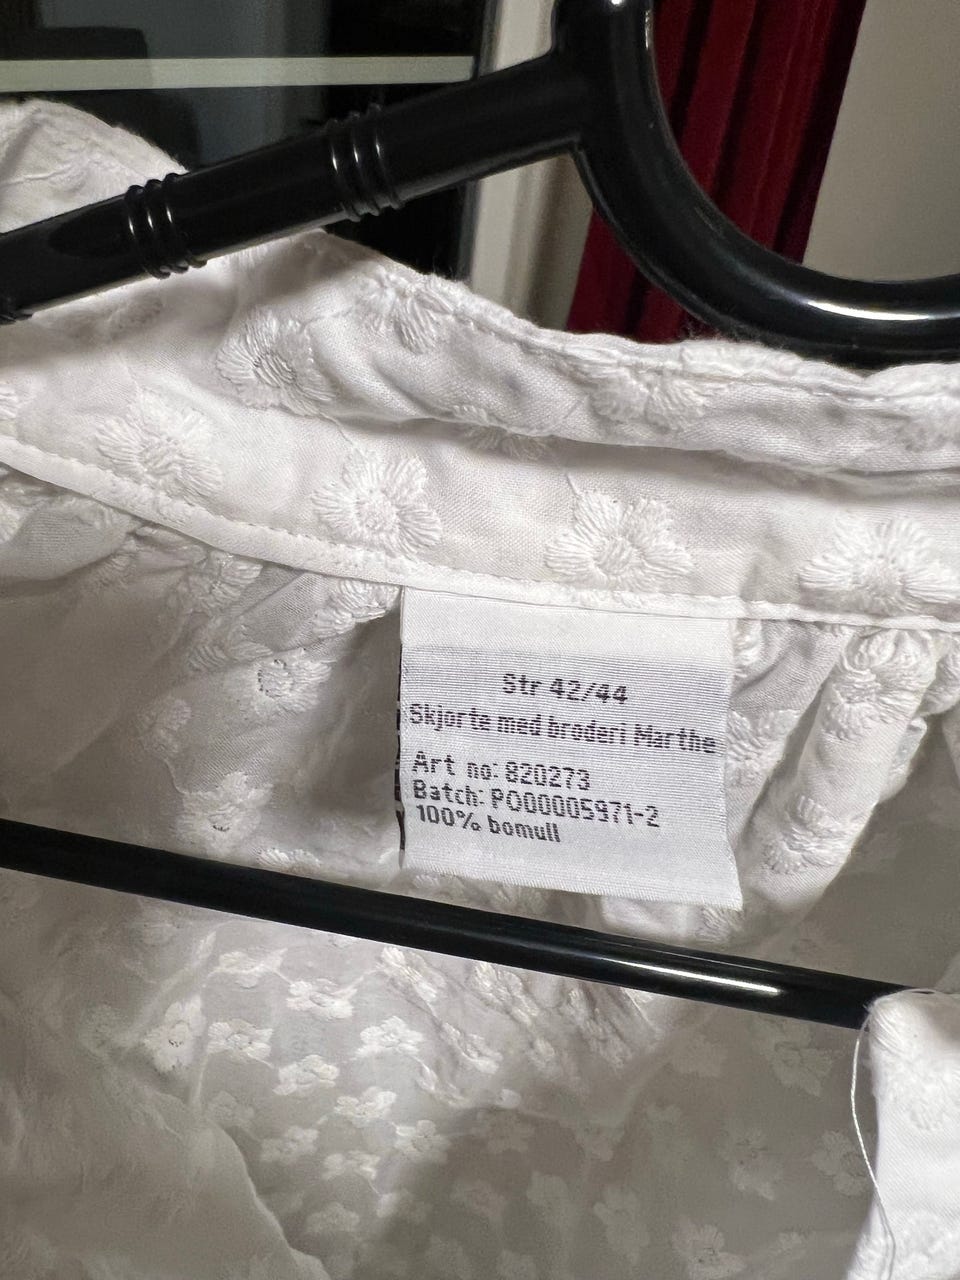 Str 42/44
Skjorte med broderi Marthe
Art no: 820273
Batch: PO00005971-2
100% bomull